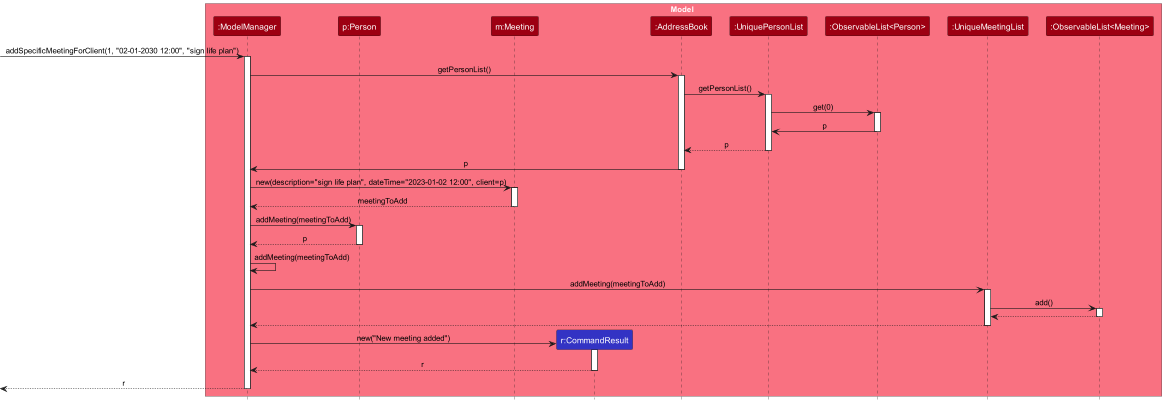 Model
:ModelManager
p:Person
m:Meeting
:AddressBook
:UniquePersonList
:ObservableList<Person>
:UniqueMeetingList
:ObservableList<Meeting>
addSpecificMeetingForClient(1, "02-01-2030 12:00", "sign life plan")
getPersonList()
getPersonList()
get(0)
p
p
p
new(description="sign life plan", dateTime="2023-01-02 12:00", client=p)
meetingToAdd
addMeeting(meetingToAdd)
p
addMeeting(meetingToAdd)
addMeeting(meetingToAdd)
add()
new("New meeting added")
r:CommandResult
r
r